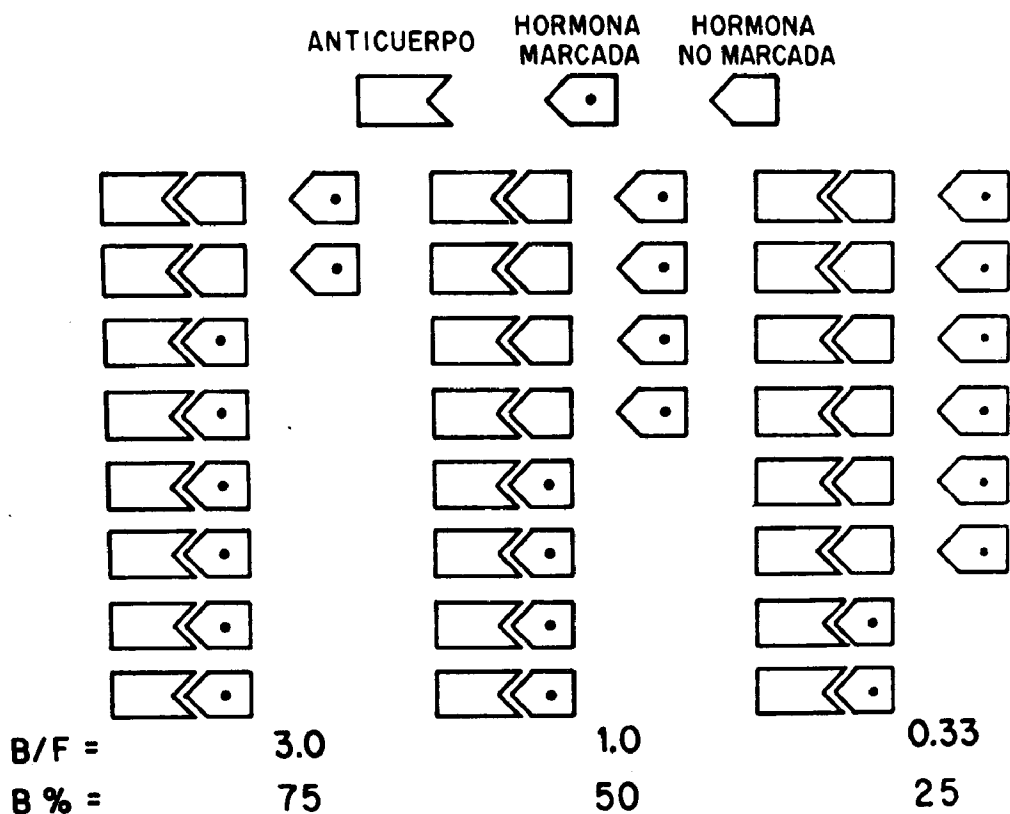 ANTICUERPO
HORMONA MARCADA
HORMONA NO MARCADA
B/F = 3.0 1.0 0.33
B % = 75 50 25